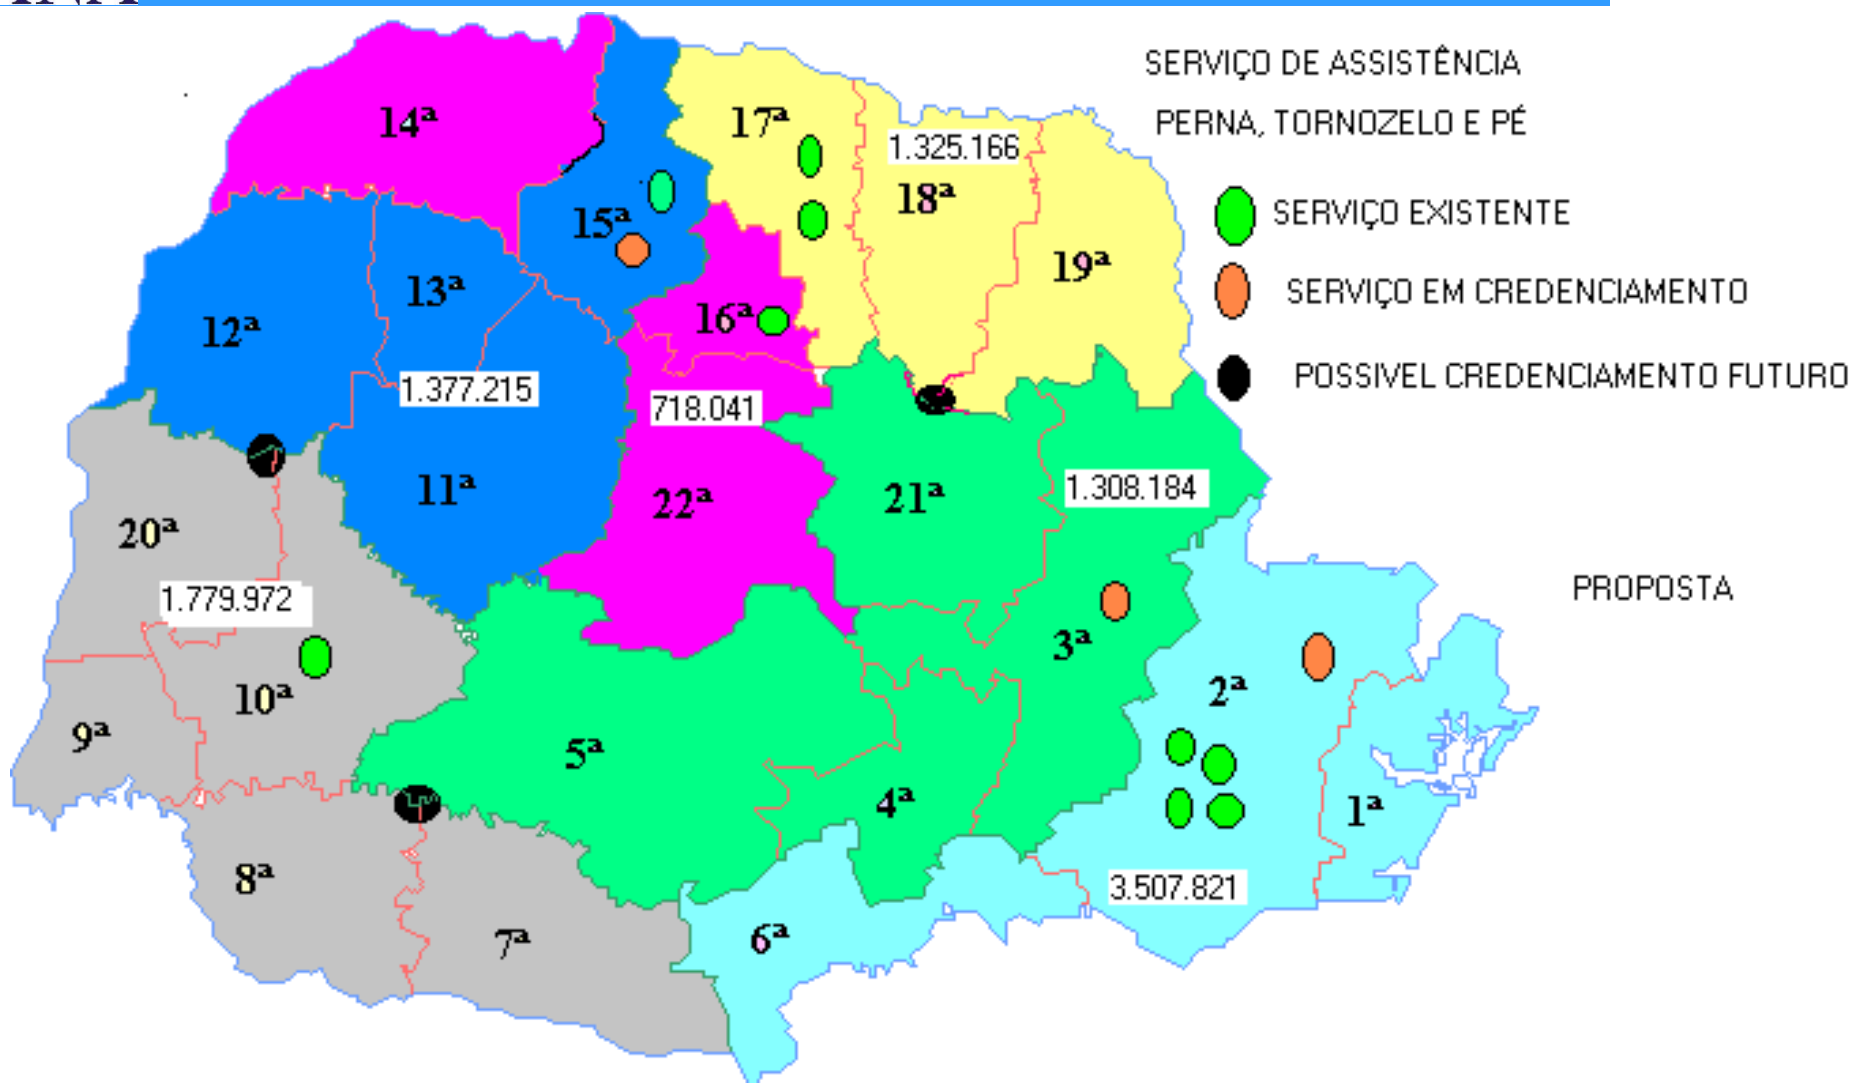 SERVIÇO DE ASSISTÊNCIA
PERNA, TORNOZELO E PÉ
SERVIÇO EXISTENTE
SERVIÇO EM CREDENCIAMENTO
POSSIVEL CREDENCIAMENTO FUTURO
PROPOSTA
14ª
17ª
1.325.166
18ª
15ª
19ª
13ª
16ª
12ª
1.377.215
718.041
11ª
22ª
21ª
1.308.184
20ª
1.779.972
3ª
10ª
2ª
9ª
5ª
4ª
1ª
8ª
3.507.821
7ª
6ª